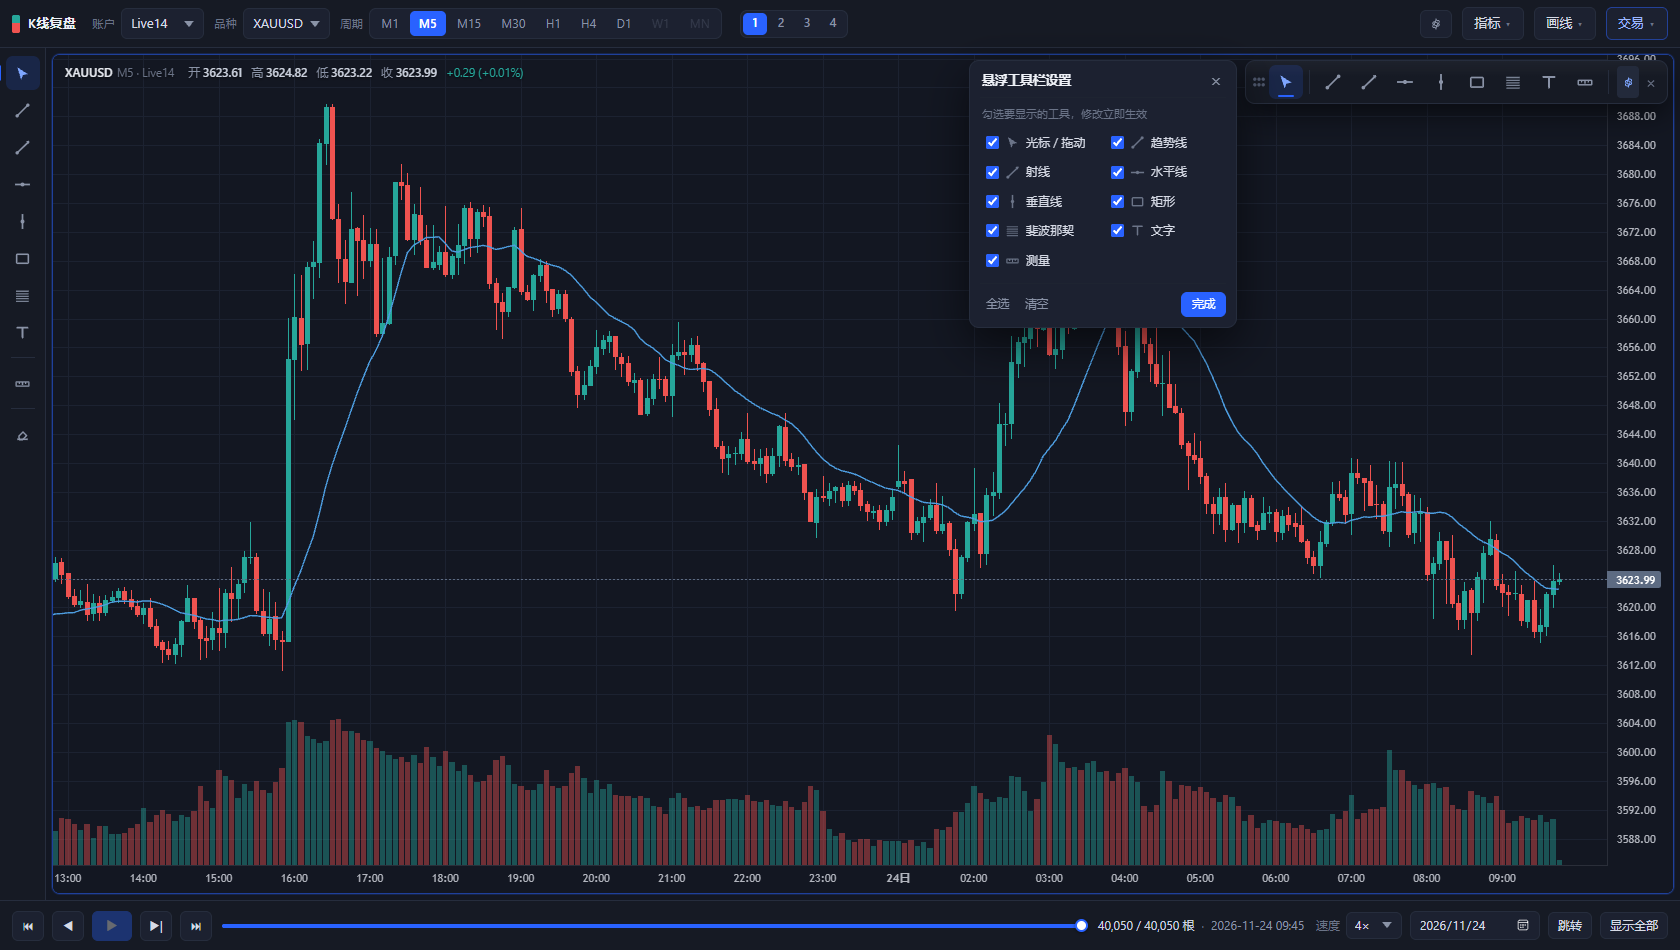 K线复盘 账户 Live14 品种 XAUUSD 周期 M1 M5 M15 M30 H1 H4 D1 W1 MN 1 2 3 4 指标 画线 交易
XAUUSD M5 · Live14 开 3623.61 高 3624.82 低 3623.22 收 3623.99 +0.29 (+0.01%)
悬浮工具栏设置
勾选要显示的工具，修改立即生效
光标 / 拖动 趋势线
射线 水平线
垂直线 矩形
斐波那契 T 文字
测量
全选 清空 完成
T
T
3696.00
3688.00
3684.00
3680.00
3676.00
3672.00
3668.00
3664.00
3660.00
3656.00
3652.00
3648.00
3644.00
3640.00
3636.00
3632.00
3628.00
3623.99
3620.00
3616.00
3612.00
3608.00
3604.00
3600.00
3596.00
3592.00
3588.00
13:00 14:00 15:00 16:00 17:00 18:00 19:00 20:00 21:00 22:00 23:00 24日 02:00 03:00 04:00 05:00 06:00 07:00 08:00 09:00
40,050 / 40,050 根 · 2026-11-24 09:45 速度 4× 2026/11/24 跳转 显示全部